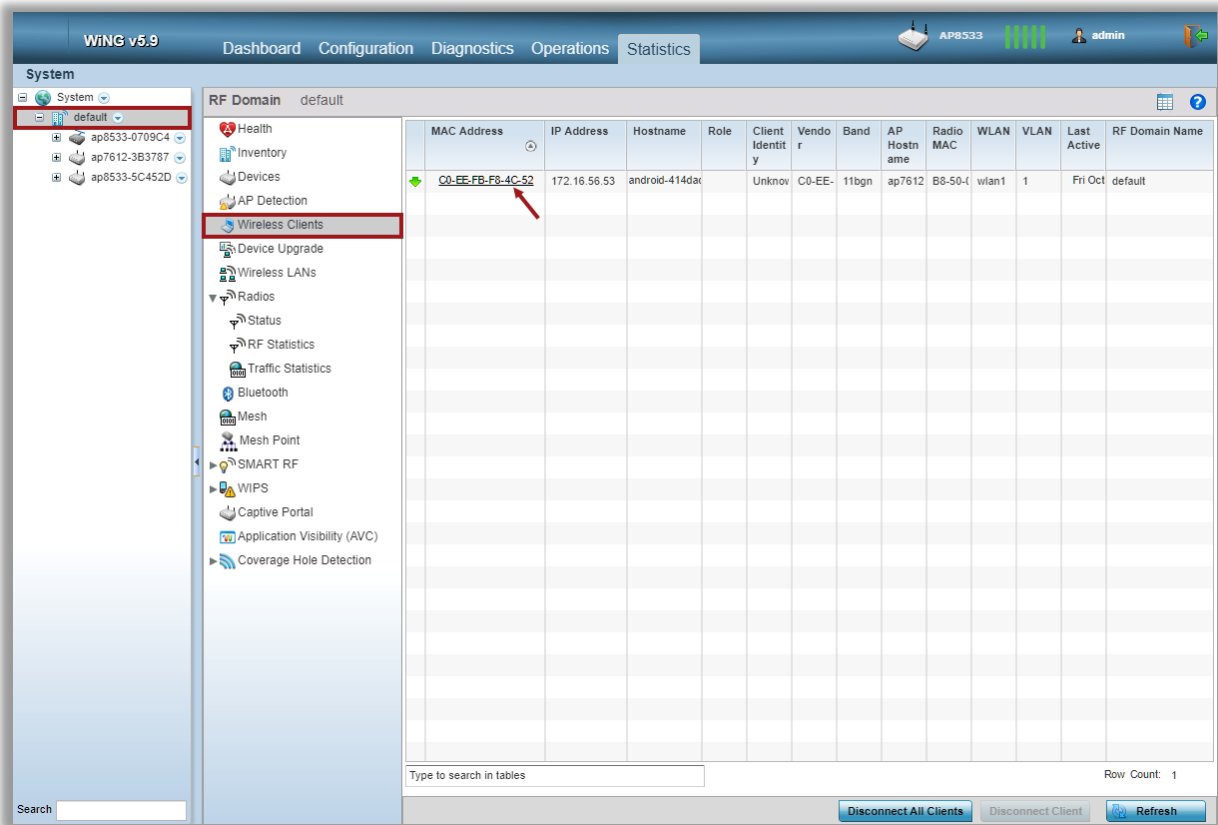 WiNG v5.9
Dashboard Configuration Diagnostics Operations Statistics
AP8533
admin
System
System
default
ap8533-0709C4
ap7612-3B3787
ap8533-5C452D
Search
RF Domain default
Health
Inventory
Devices
AP Detection
Wireless Clients
Device Upgrade
Wireless LANs
Radios
Status
RF Statistics
Traffic Statistics
Bluetooth
Mesh
Mesh Point
SMART RF
WIPS
Captive Portal
Application Visibility (AVC)
Coverage Hole Detection
MAC Address IP Address Hostname Role Client Vendo Band AP Radio WLAN VLAN Last RF Domain Name
Identit r Hostn MAC Active
y ame
C0-EE-FB-F8-4C-52 172.16.56.53 android-414dac Unknov C0-EE- 11bgn ap7612 B8-50-( wlan1 1 Fri Oct default
Type to search in tables
Row Count: 1
Disconnect All Clients Disconnect Client Refresh